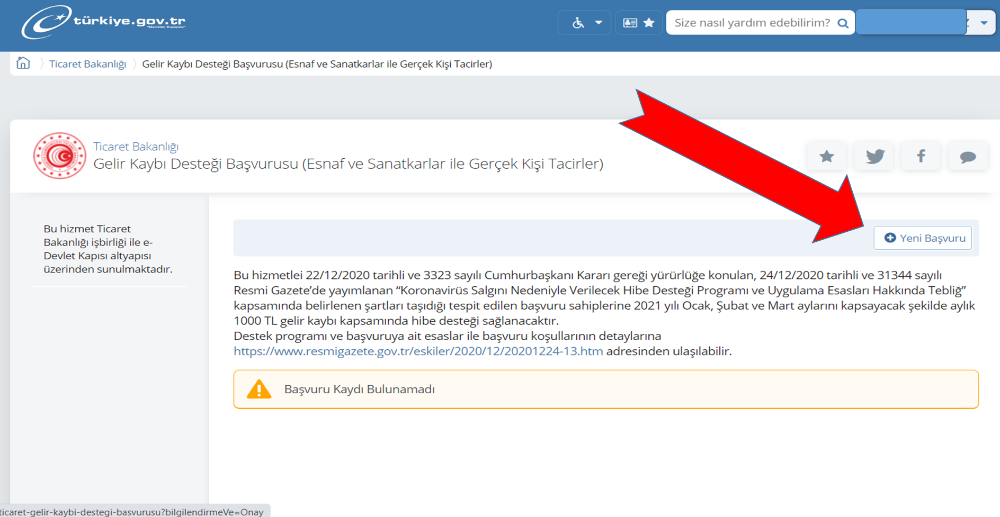 türkiye.gov.tr
"Devletin Kısayolu"
Size nasıl yardım edebilirim?
Ticaret Bakanlığı
Gelir Kaybı Desteği Başvurusu (Esnaf ve Sanatkarlar ile Gerçek Kişi Tacirler)
Ticaret Bakanlığı
Gelir Kaybı Desteği Başvurusu (Esnaf ve Sanatkarlar ile Gerçek Kişi Tacirler)
Bu hizmet Ticaret
Bakanlığı işbirliği ile e-
Devlet Kapısı altyapısı
üzerinden sunulmaktadır.
Yeni Başvuru
Bu hizmetlei 22/12/2020 tarihli ve 3323 sayılı Cumhurbaşkanı Kararı gereği yürürlüğe konulan, 24/12/2020 tarihli ve 31344 sayılı
Resmi Gazete’de yayımlanan “Koronavirüs Salgını Nedeniyle Verilecek Hibe Desteği Programı ve Uygulama Esasları Hakkında Tebliğ”
kapsamında belirlenen şartları taşıdığı tespit edilen başvuru sahiplerine 2021 yılı Ocak, Şubat ve Mart aylarını kapsayacak şekilde aylık
1000 TL gelir kaybı kapsamında hibe desteği sağlanacaktır.
Destek programı ve başvuruya ait esaslar ile başvuru koşullarının detaylarına
https://www.resmigazete.gov.tr/eskiler/2020/12/20201224-13.htm adresinden ulaşılabilir.
Başvuru Kaydı Bulunamadı
ticaret-gelir-kaybi-destegi-basvurusu?bilgilendirmeVe=Onay